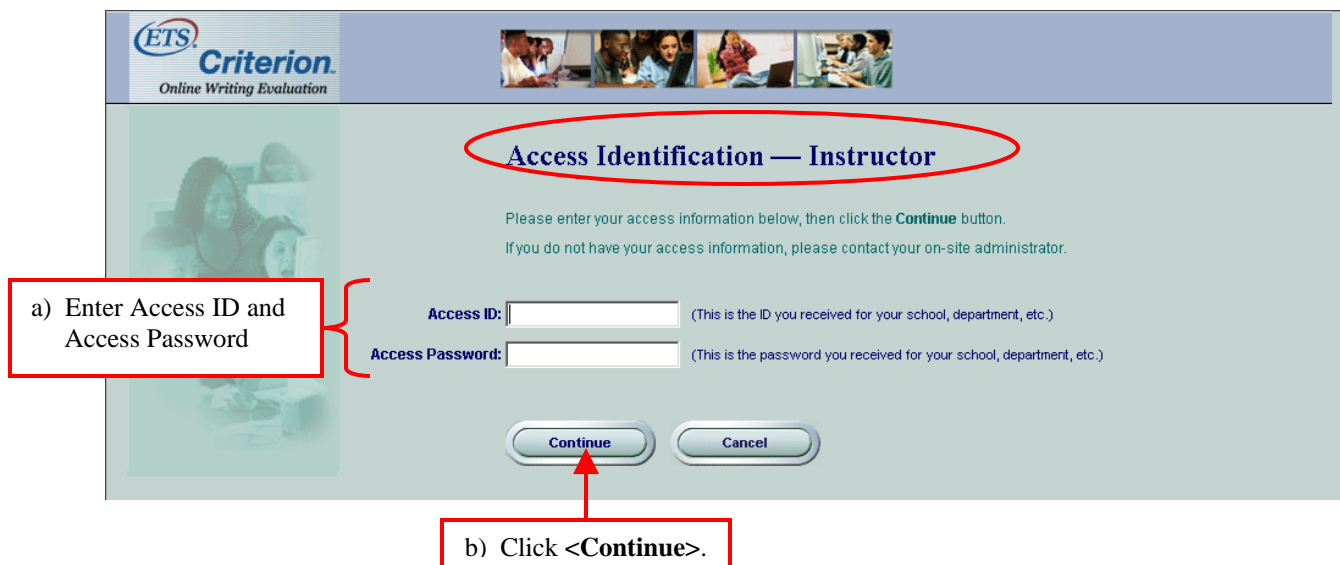 ETS
Criterion.
Online Writing Evaluation
Access Identification — Instructor
Please enter your access information below, then click the Continue button.
If you do not have your access information, please contact your on-site administrator.
a) Enter Access ID and
Access Password
Access ID: (This is the ID you received for your school, department, etc.)
Access Password: (This is the password you received for your school, department, etc.)
Continue Cancel
b) Click <Continue>.